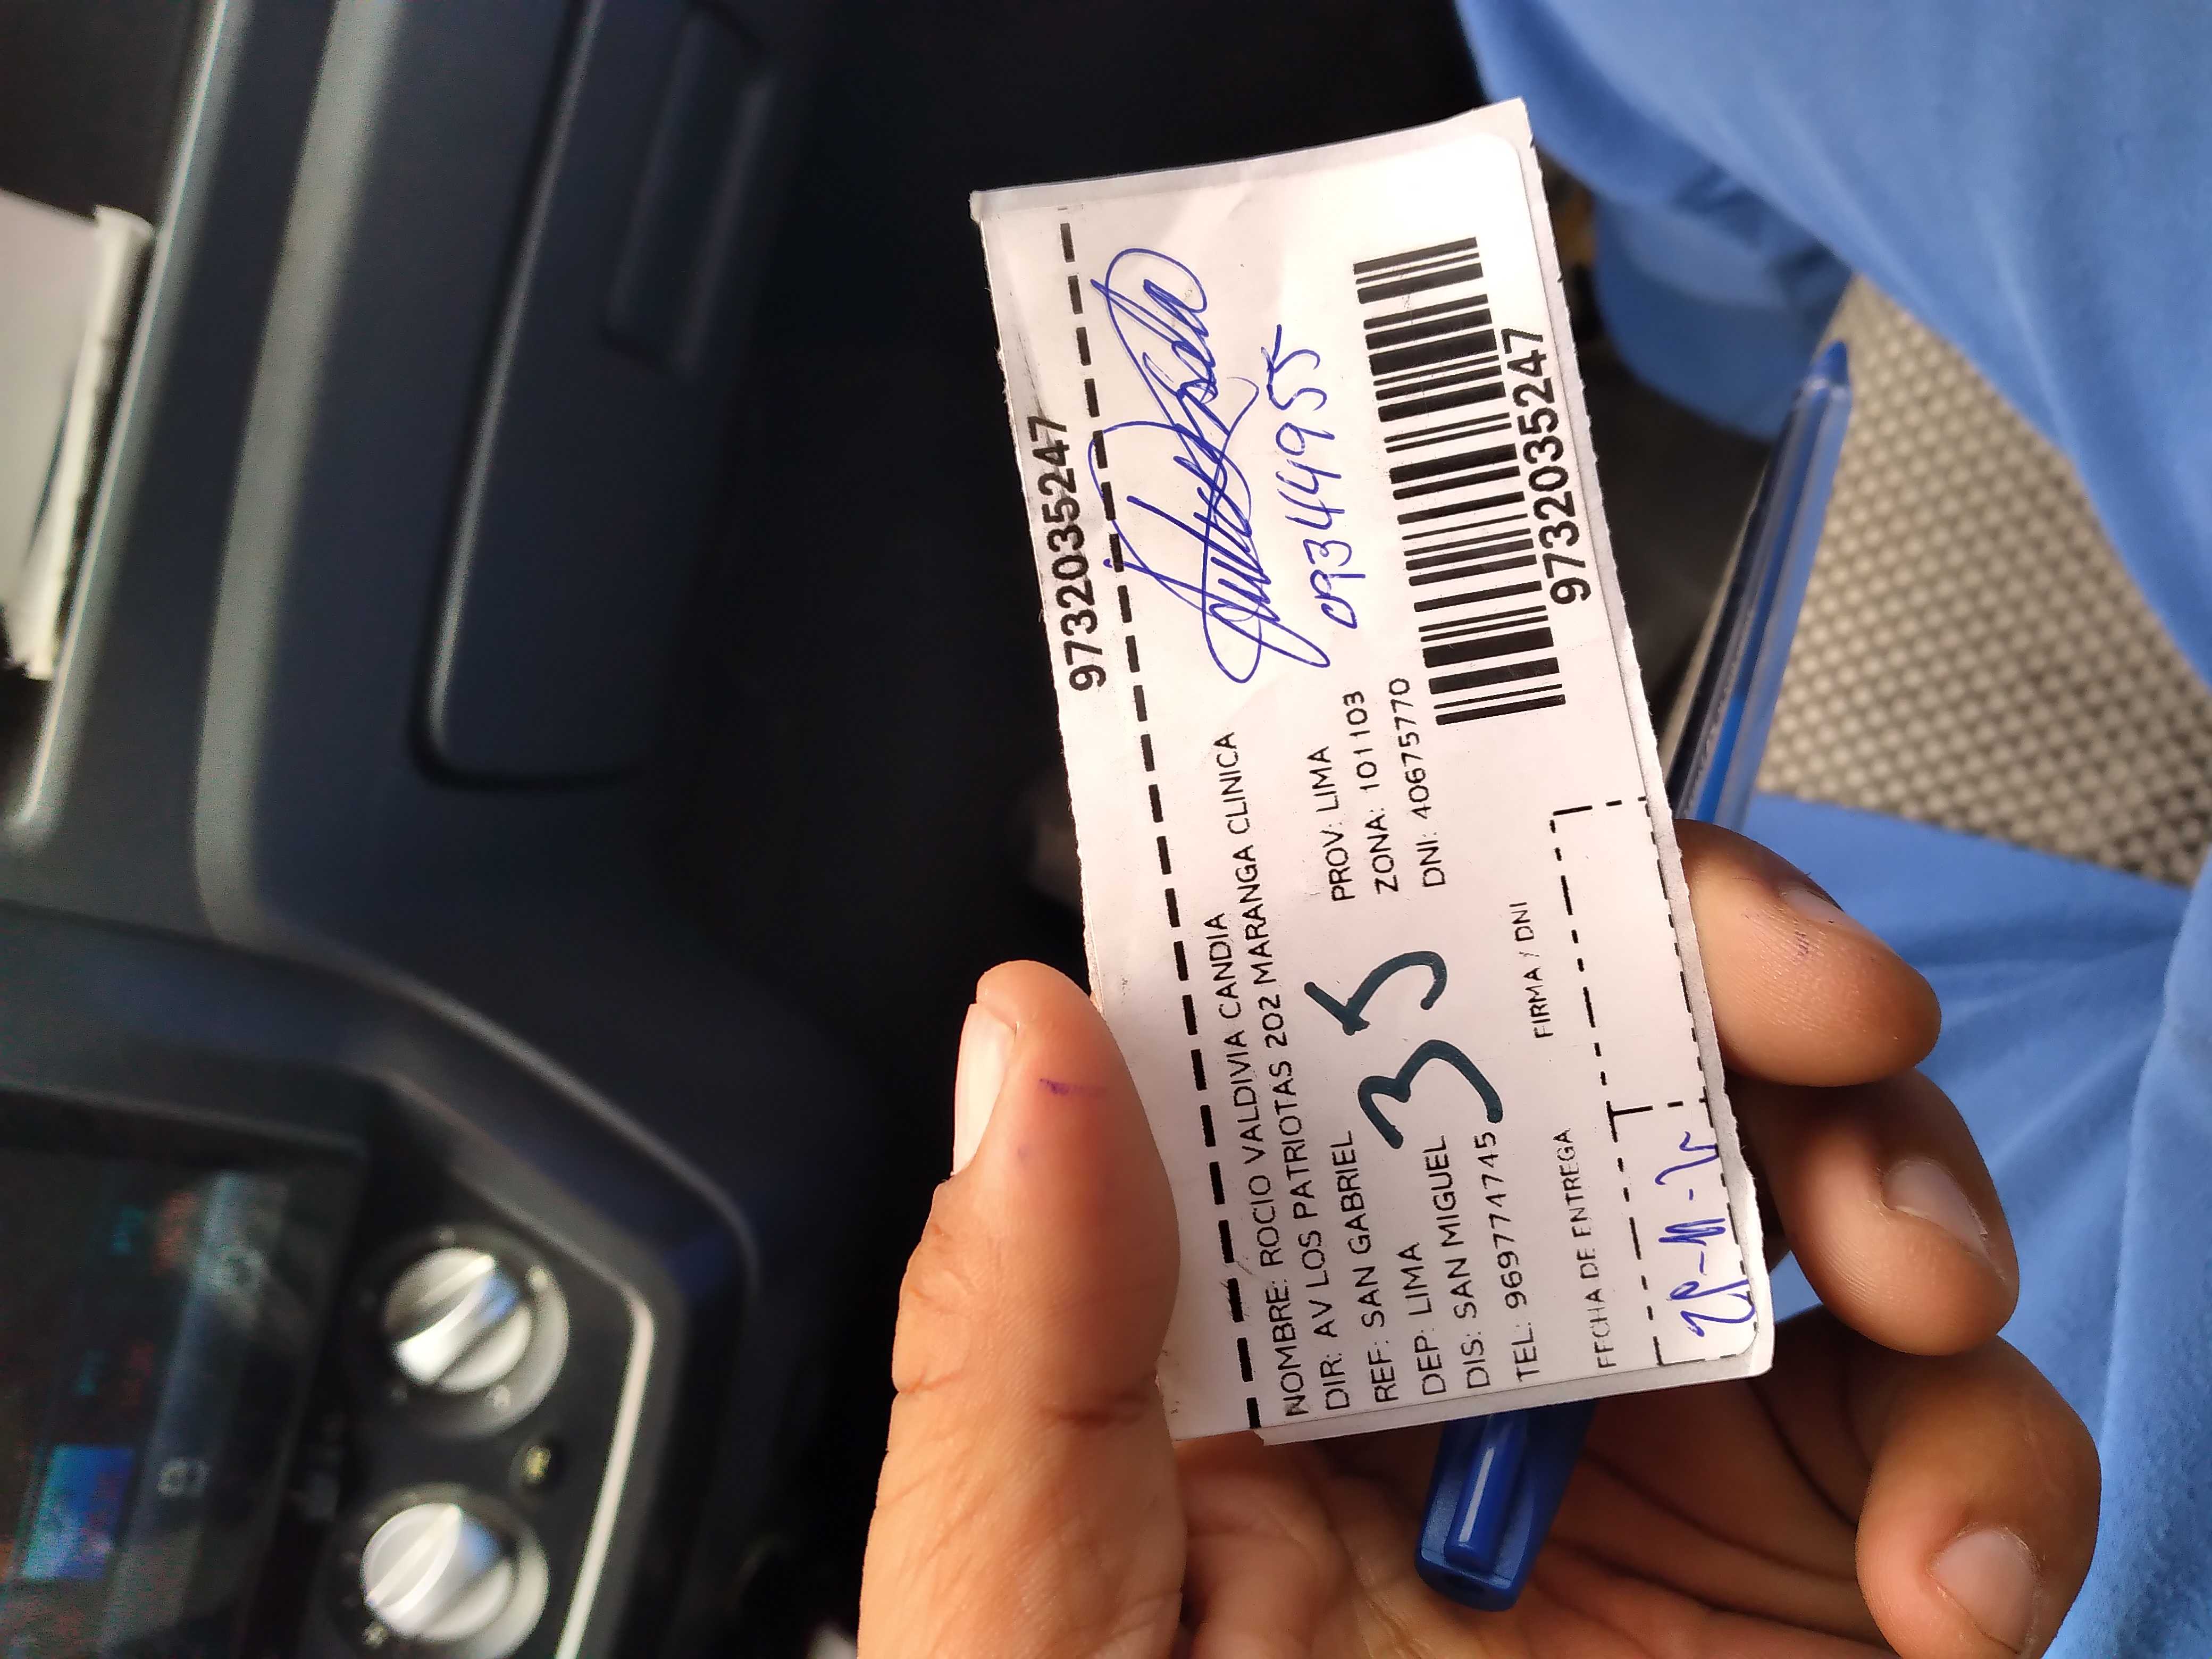 9732035247
NOMBRE: ROCIO VALDIVIA CANDIA
DIR: AV LOS PATRIOTAS 202 MARANGA CLINICA
REF: SAN GABRIEL
DEP: LIMA
PROV: LIMA
DIS: SAN MIGUEL
ZONA: 101103
TEL: 969774745
DNI: 40675770
35
09344955
9732035247
FECHA DE ENTREGA
FIRMA / DNI